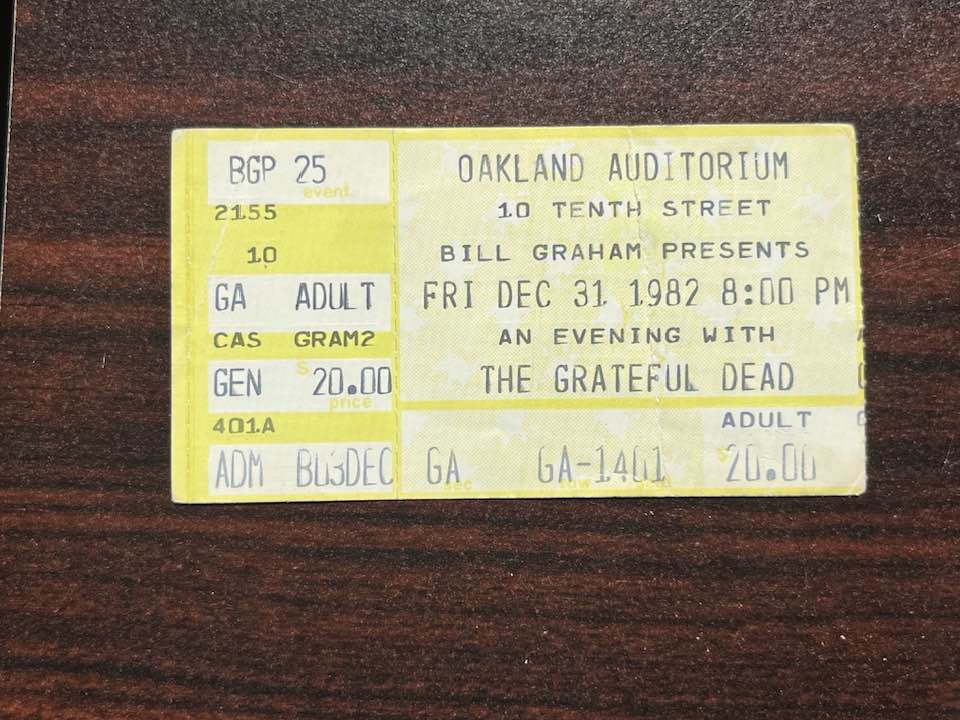 BGP 25
event
2155
10
GA ADULT
CAS GRAM2
GEN $20.00
price
401A
ADM B03DEC
OAKLAND AUDITORIUM
10 TENTH STREET
BILL GRAHAM PRESENTS
FRI DEC 31 1982 8:00 PM
AN EVENING WITH
THE GRATEFUL DEAD
ADULT
GA GA-1401 $20.00